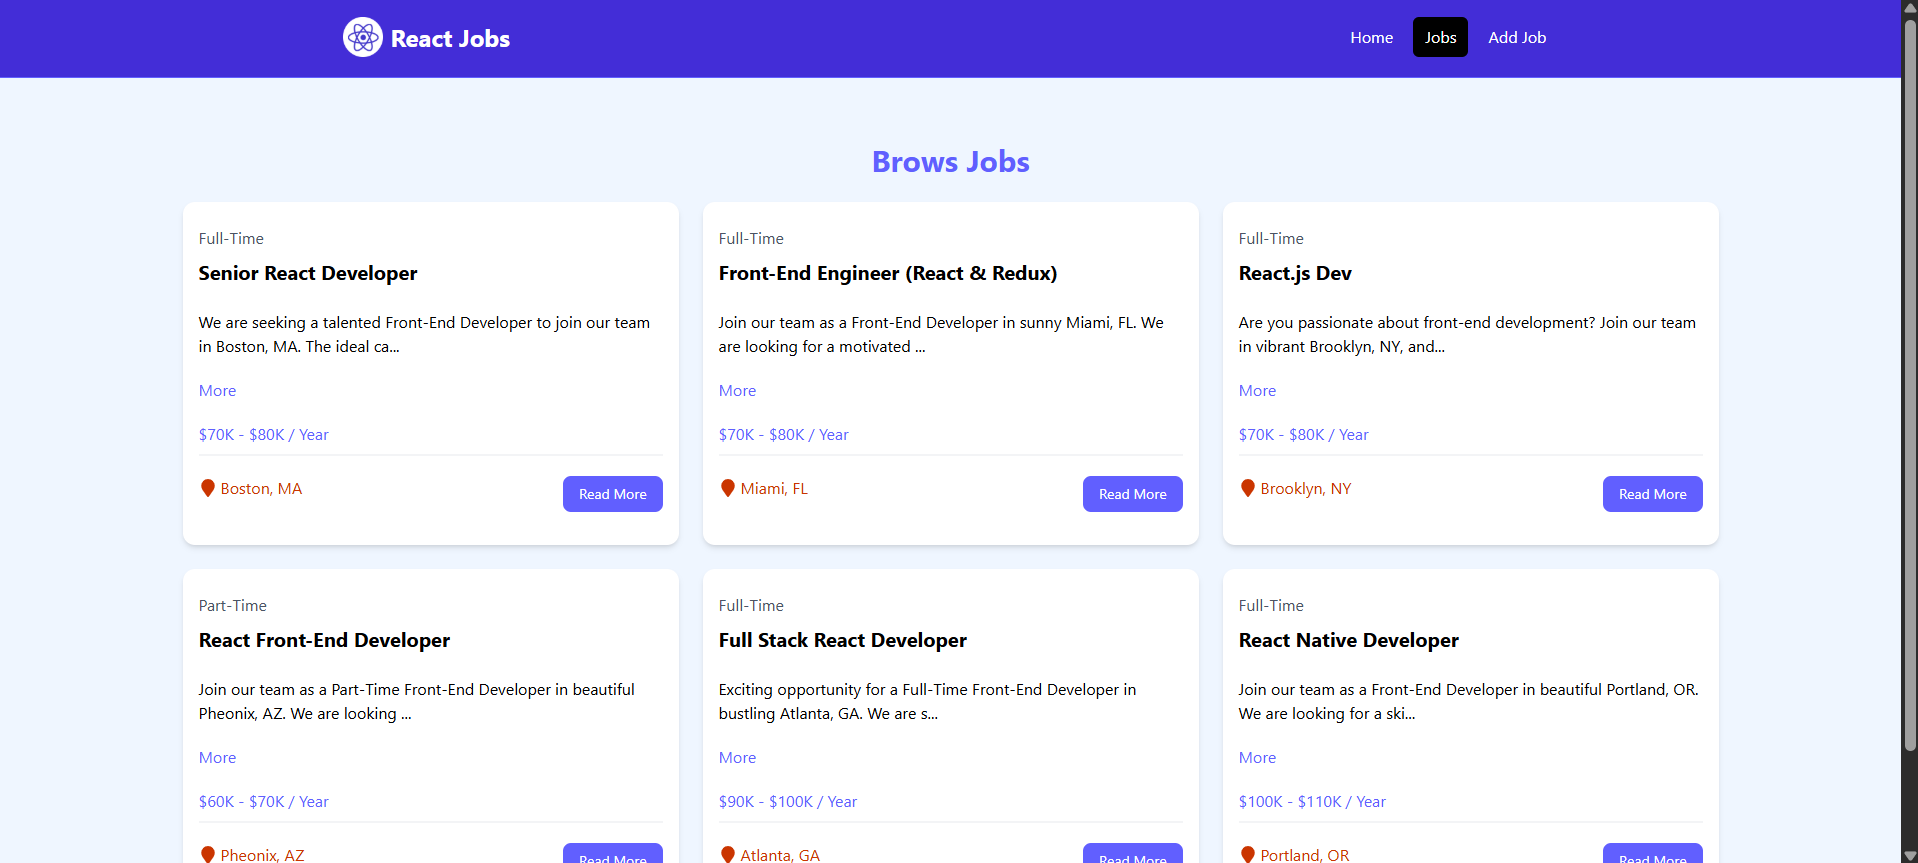 React Jobs
Home
Jobs
Add Job
Brows Jobs
Full-Time
Senior React Developer
We are seeking a talented Front-End Developer to join our team
in Boston, MA. The ideal ca...
More
$70K - $80K / Year
Boston, MA
Read More
Full-Time
Front-End Engineer (React & Redux)
Join our team as a Front-End Developer in sunny Miami, FL. We
are looking for a motivated ...
More
$70K - $80K / Year
Miami, FL
Read More
Full-Time
React.js Dev
Are you passionate about front-end development? Join our team
in vibrant Brooklyn, NY, and...
More
$70K - $80K / Year
Brooklyn, NY
Read More
Part-Time
React Front-End Developer
Join our team as a Part-Time Front-End Developer in beautiful
Pheonix, AZ. We are looking ...
More
$60K - $70K / Year
Pheonix, AZ
Read More
Full-Time
Full Stack React Developer
Exciting opportunity for a Full-Time Front-End Developer in
bustling Atlanta, GA. We are s...
More
$90K - $100K / Year
Atlanta, GA
Read More
Full-Time
React Native Developer
Join our team as a Front-End Developer in beautiful Portland, OR.
We are looking for a ski...
More
$100K - $110K / Year
Portland, OR
Read More